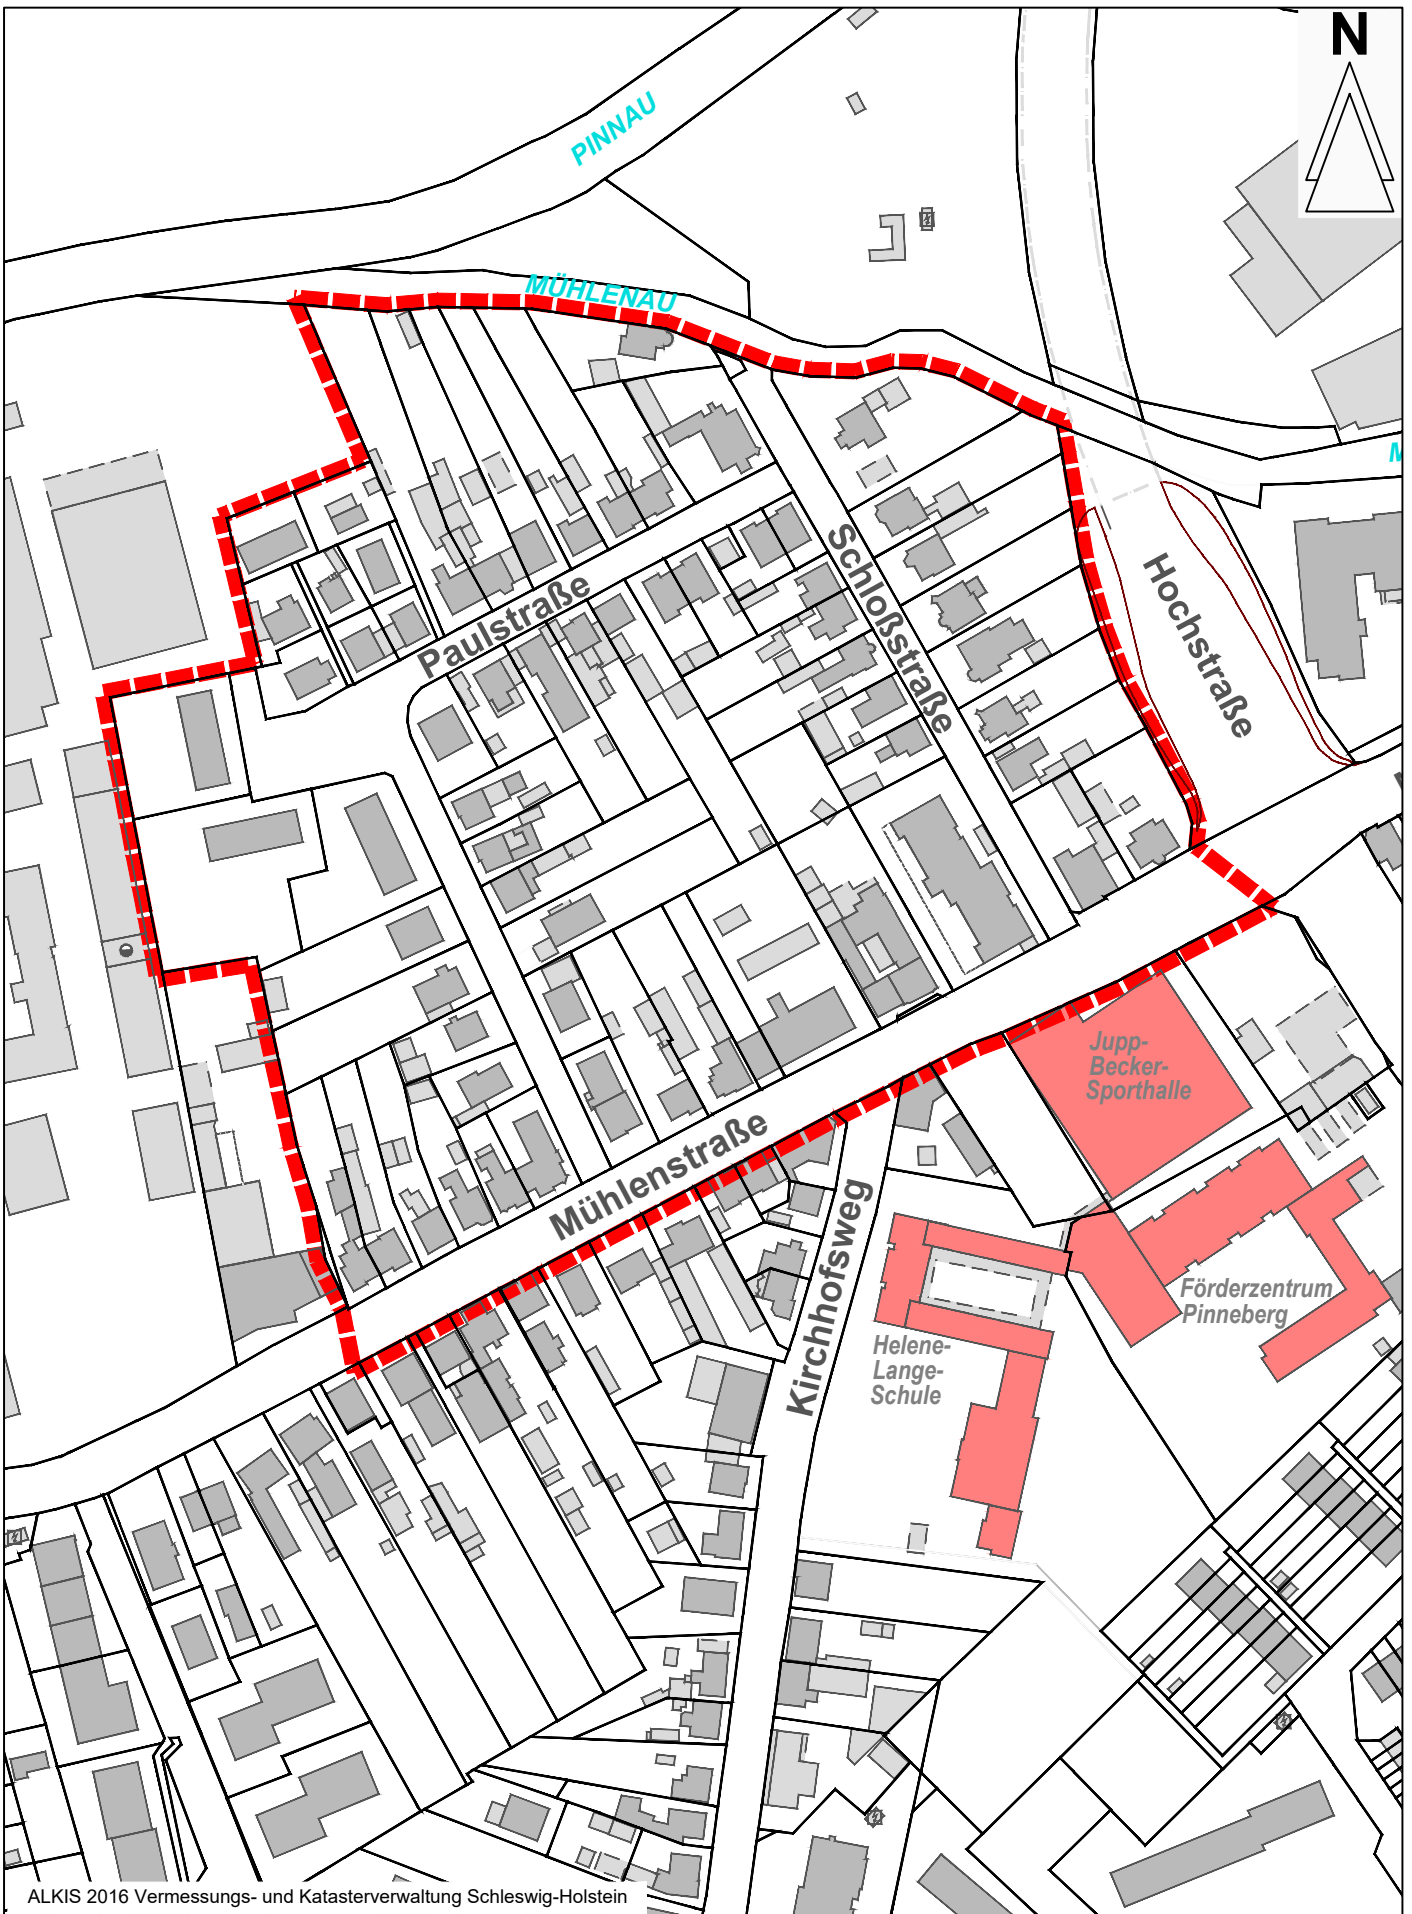 N
PINNAU
MÜHLENAU
M
Schloßstraße
Hochstraße
Paulstraße
Jupp-
Becker-
Sporthalle
Mühlenstraße
Kirchhofsweg
Förderzentrum
Pinneberg
Helene-
Lange-
Schule
ALKIS 2016 Vermessungs- und Katasterverwaltung Schleswig-Holstein